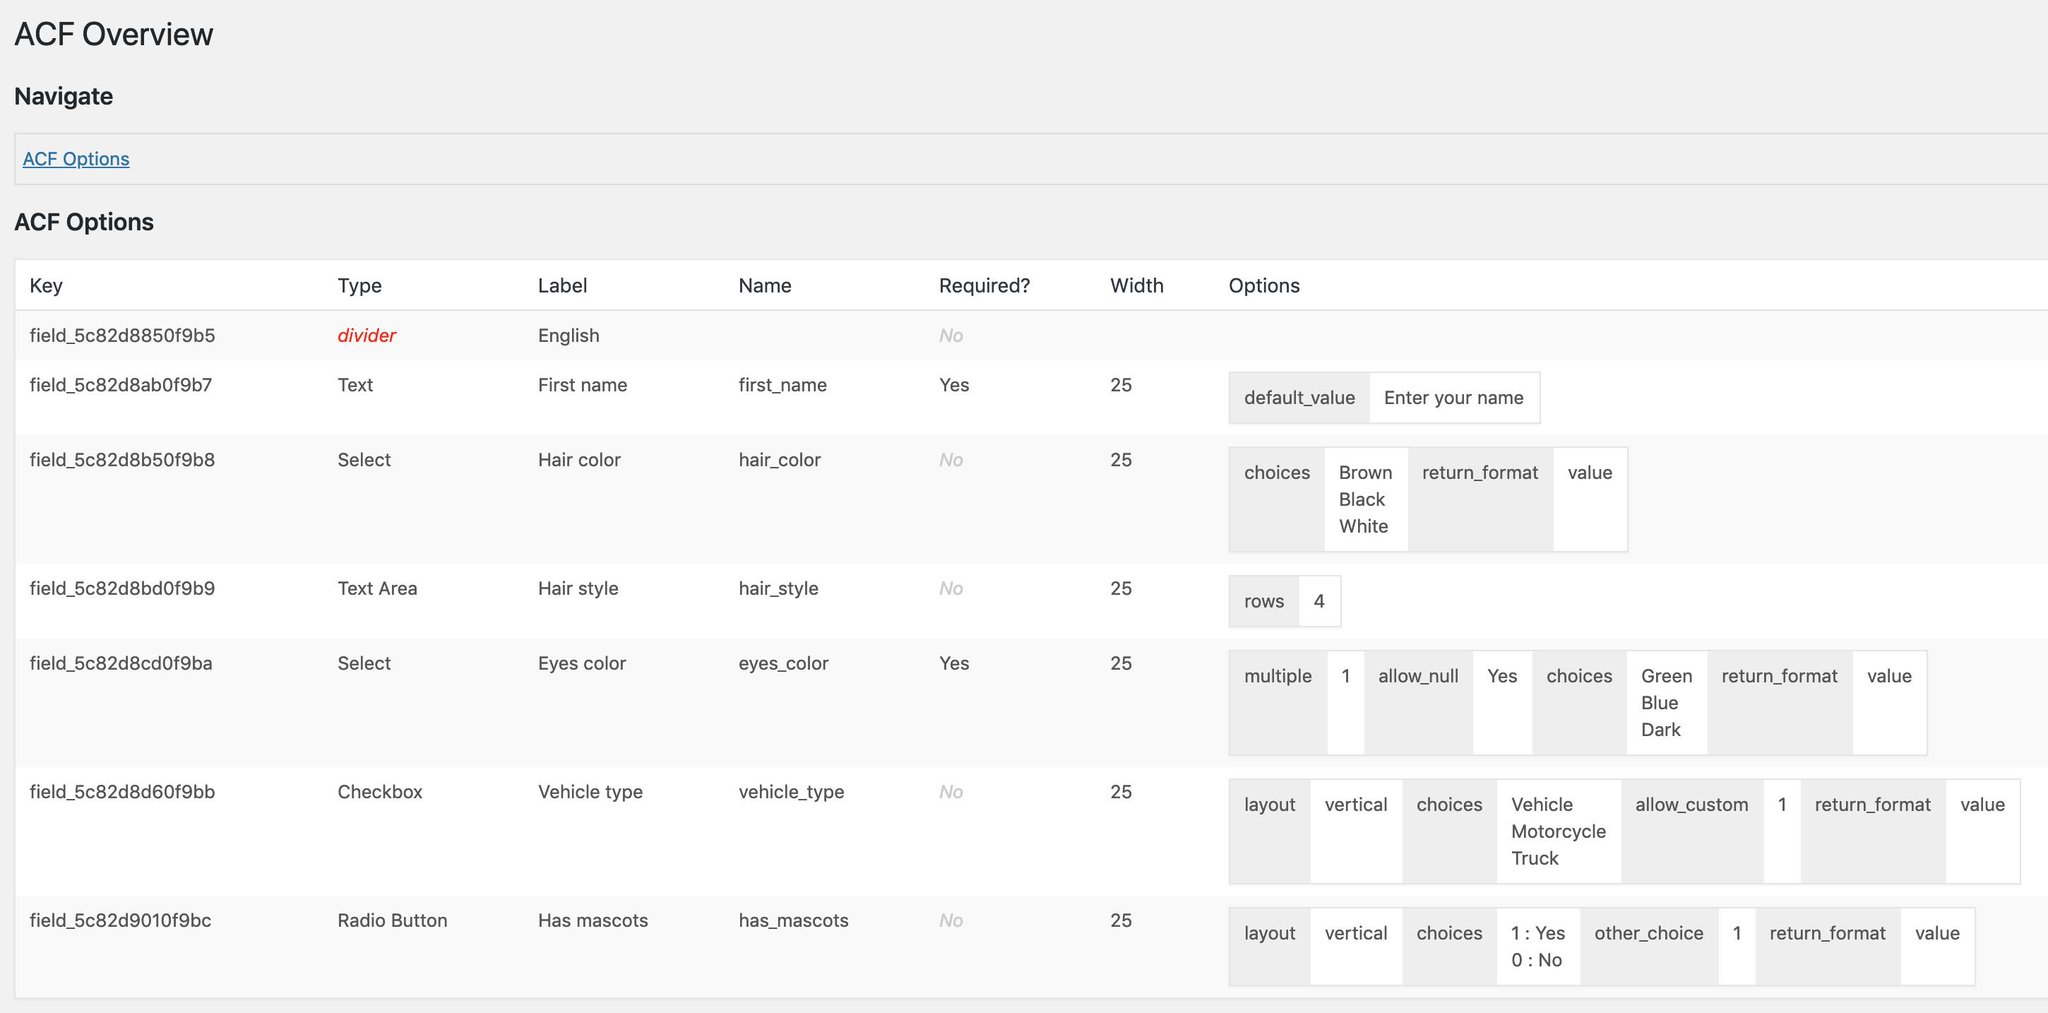 ACF Overview
Navigate
ACF Options
ACF Options
Key Type Label Name Required? Width Options
field_5c82d8850f9b5 divider English No
field_5c82d8ab0f9b7 Text First name first_name Yes 25 default_value Enter your name
field_5c82d8b50f9b8 Select Hair color hair_color No 25 choices Brown return_format value
Black
White
field_5c82d8bd0f9b9 Text Area Hair style hair_style No 25 rows 4
field_5c82d8cd0f9ba Select Eyes color eyes_color Yes 25 multiple 1 allow_null Yes choices Green return_format value
Blue
Dark
field_5c82d8d60f9bb Checkbox Vehicle type vehicle_type No 25 layout vertical choices Vehicle allow_custom 1 return_format value
Motorcycle
Truck
field_5c82d9010f9bc Radio Button Has mascots has_mascots No 25 layout vertical choices 1 : Yes other_choice 1 return_format value
0 : No